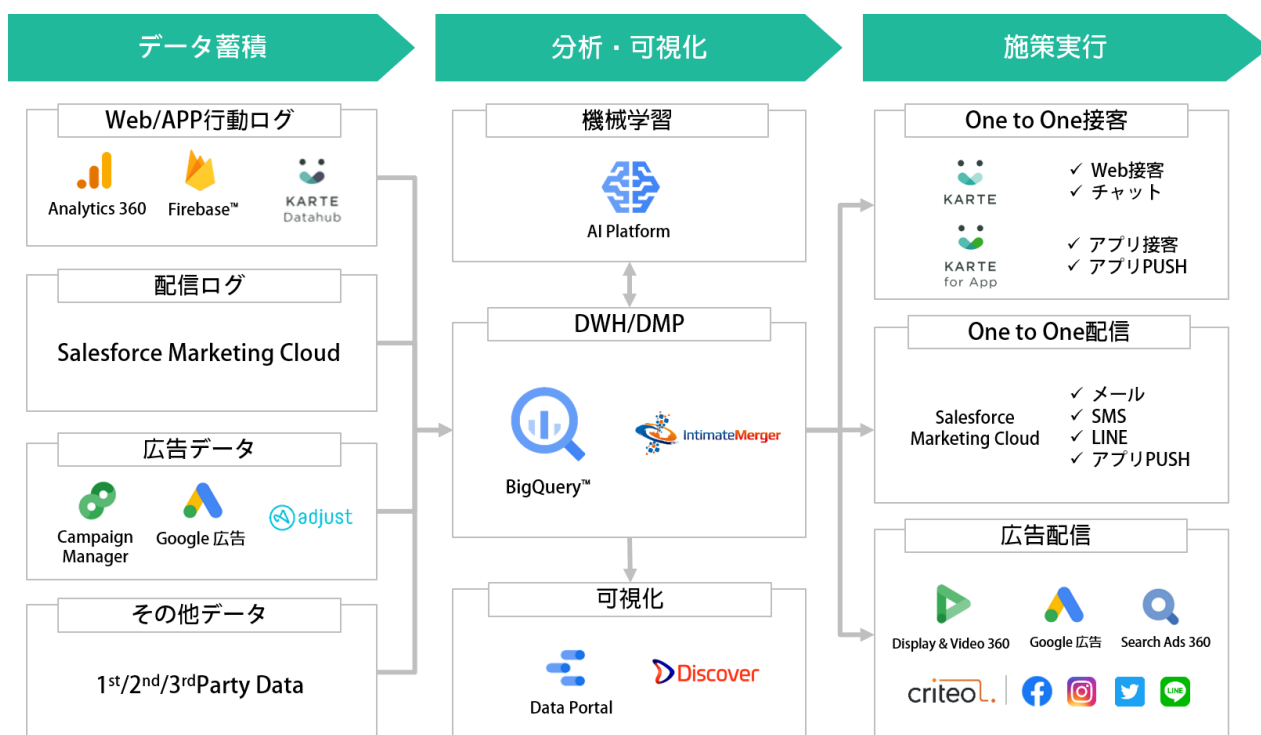 データ蓄積
分析・可視化
施策実行
Web/APP行動ログ
Analytics 360
Firebase™
KARTE
Datahub
配信ログ
Salesforce Marketing Cloud
広告データ
Campaign
Manager
Google 広告
adjust
その他データ
1st/2nd/3rdParty Data
機械学習
AI Platform
DWH/DMP
BigQuery™
IntimateMerger
可視化
Data Portal
Discover
One to One接客
KARTE
✓ Web接客
✓ チャット
KARTE
for App
✓ アプリ接客
✓ アプリPUSH
One to One配信
Salesforce
Marketing Cloud
✓ メール
✓ SMS
✓ LINE
✓ アプリPUSH
広告配信
Display & Video 360
Google 広告
Search Ads 360
criteo
LINE